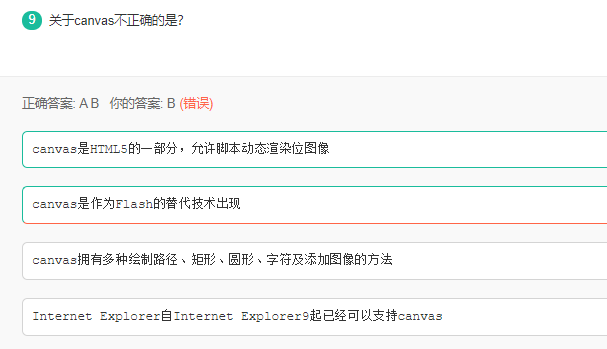 9 关于canvas不正确的是?
正确答案: A B 你的答案: B (错误)
canvas是HTML5的一部分，允许脚本动态渲染位图像
canvas是作为Flash的替代技术出现
canvas拥有多种绘制路径、矩形、圆形、字符及添加图像的方法
Internet Explorer自Internet Explorer9起已经可以支持canvas